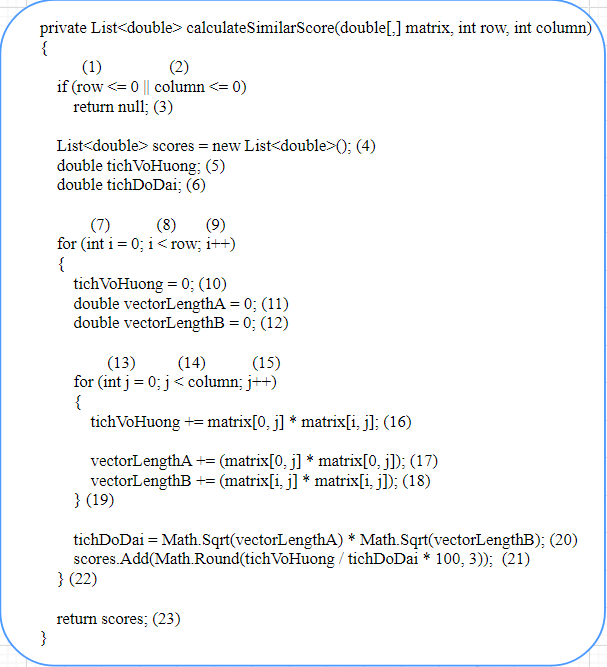 private List<double> calculateSimilarScore(double[,] matrix, int row, int column)
{
(1) (2)
if (row <= 0 || column <= 0)
return null; (3)
List<double> scores = new List<double>(); (4)
double tichVoHuong; (5)
double tichDoDai; (6)
(7) (8) (9)
for (int i = 0; i < row; i++)
{
tichVoHuong = 0; (10)
double vectorLengthA = 0; (11)
double vectorLengthB = 0; (12)
(13) (14) (15)
for (int j = 0; j < column; j++)
{
tichVoHuong += matrix[0, j] * matrix[i, j]; (16)
vectorLengthA += (matrix[0, j] * matrix[0, j]); (17)
vectorLengthB += (matrix[i, j] * matrix[i, j]); (18)
} (19)
tichDoDai = Math.Sqrt(vectorLengthA) * Math.Sqrt(vectorLengthB); (20)
scores.Add(Math.Round(tichVoHuong / tichDoDai * 100, 3)); (21)
} (22)
return scores; (23)
}